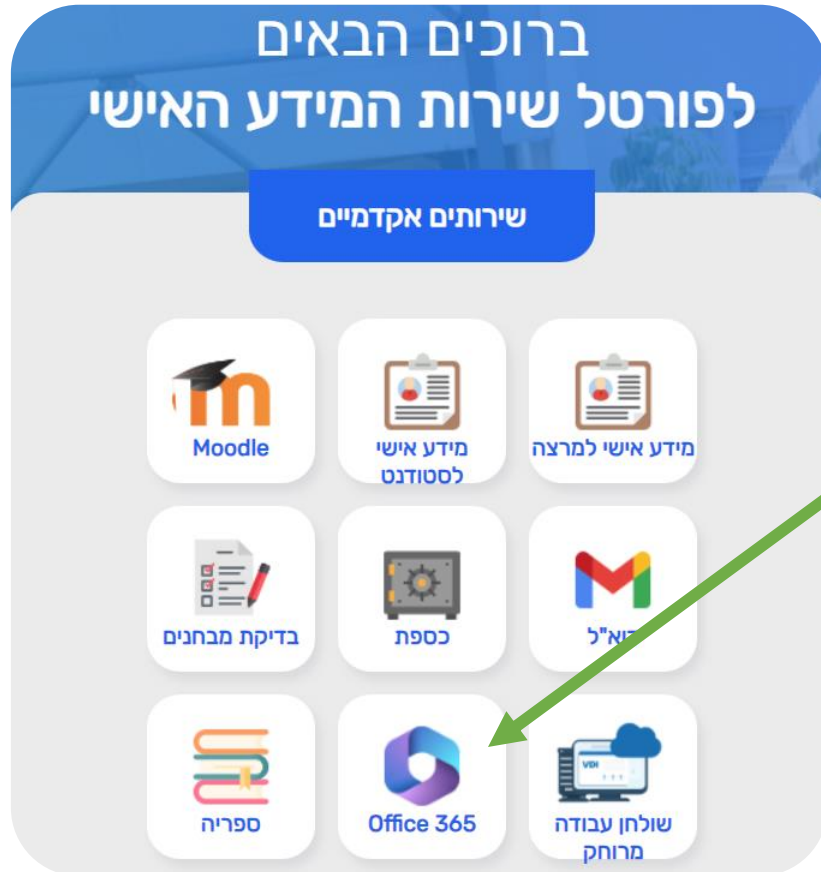 ברוכים הבאים
לפורטל שירות המידע האישי
שירותים אקדמיים
מידע אישי למרצה
מידע אישי
לסטודנט
Moodle
כספת
בדיקת מבחנים
VDI
שולחן עבודה
מרוחק
Office 365
ספריה